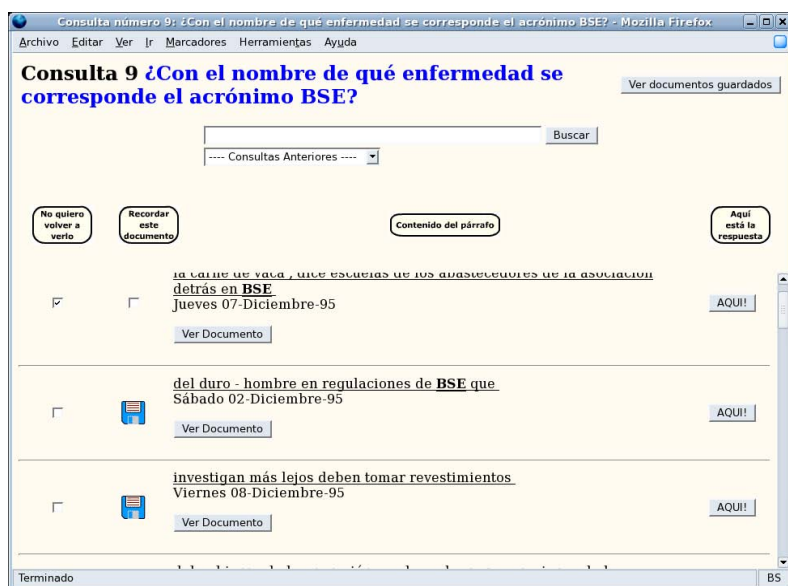 Consulta número 9: ¿Con el nombre de qué enfermedad se corresponde el acrónimo BSE? - Mozilla Firefox
Archivo Editar Ver Ir Marcadores Herramientas Ayuda
Consulta 9 ¿Con el nombre de qué enfermedad se
corresponde el acrónimo BSE?
Ver documentos guardados
Buscar
---- Consultas Anteriores ----
No quiero
volver a
verlo
Recordar
este
documento
Contenido del párrafo
Aquí
está la
respuesta
la carne de vaca , dice escuelas de los abastecedores de la asociación
detrás en BSE
Jueves 07-Diciembre-95
AQUI!
Ver Documento
del duro - hombre en regulaciones de BSE que
Sábado 02-Diciembre-95
AQUI!
Ver Documento
investigan más lejos deben tomar revestimientos
Viernes 08-Diciembre-95
AQUI!
Ver Documento
Terminado
BS